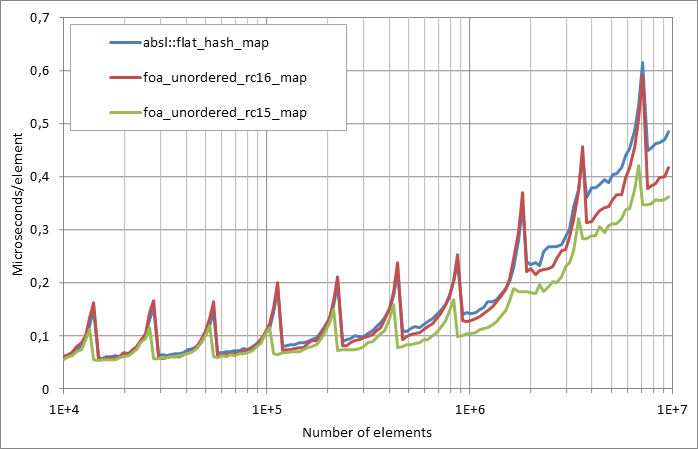 0,7
0,6
0,5
0,4
0,3
0,2
0,1
0
Microseconds/element
absl::flat_hash_map
foa_unordered_rc16_map
foa_unordered_rc15_map
1E+4
1E+5
1E+6
1E+7
Number of elements